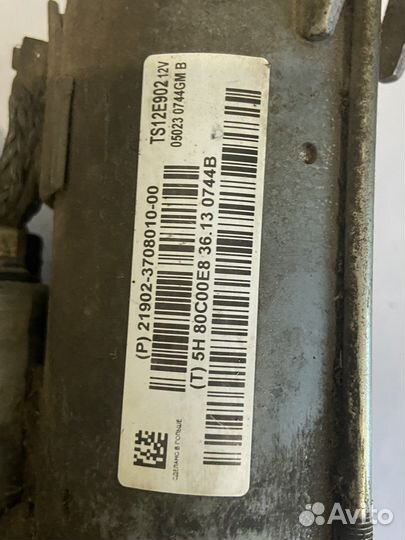 TS12E902 12V
05023 0744GM B
(P) 21902-3708010-00
(T) 5H 80C00E8 36.13 0744B
СДЕЛАНО В ПОЛЬШЕ
Avito